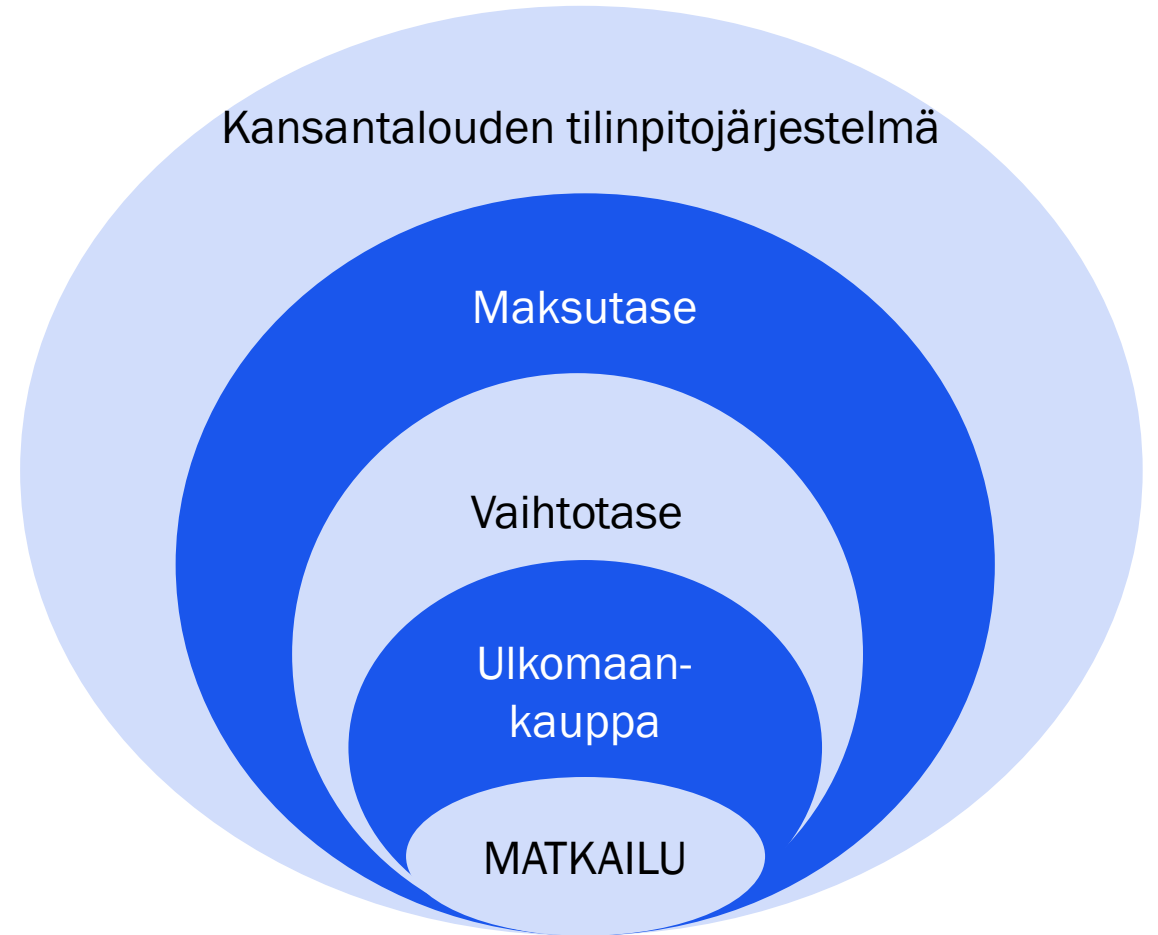 Kansantalouden tilinpitojärjestelmä
Maksutase
Vaihtotase
Ulkomaan-
kauppa
MATKAILU